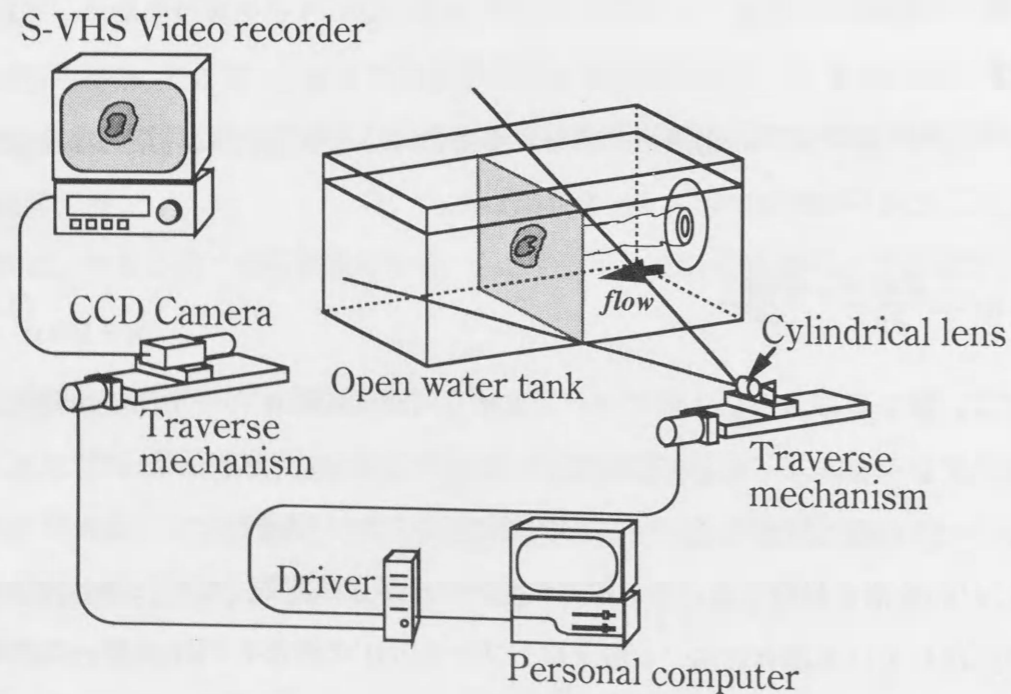 S-VHS Video recorder
CCD Camera
Traverse
mechanism
flow
Open water tank
Cylindrical lens
Traverse
mechanism
Driver
Personal computer